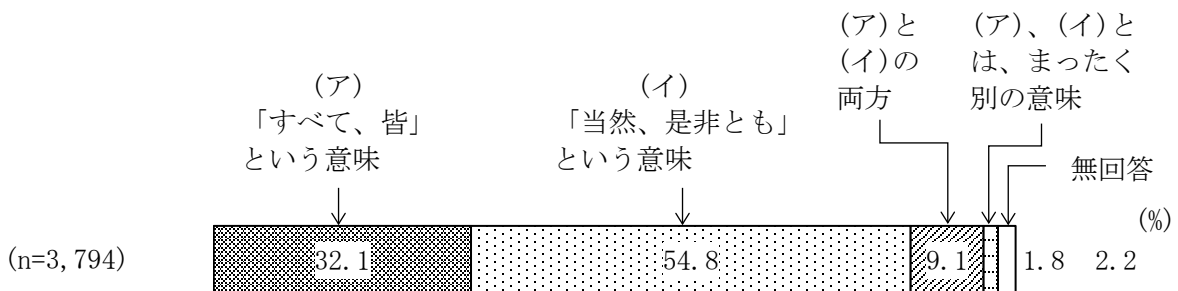 (ア)と
(イ)の
両方
(ア)、(イ)と
は、まったく
別の意味
(ア)
「すべて、皆」
という意味
(イ)
「当然、是非とも」
という意味
無回答
(%)
(n=3,794)
32.1
54.8
9.1
1.8
2.2